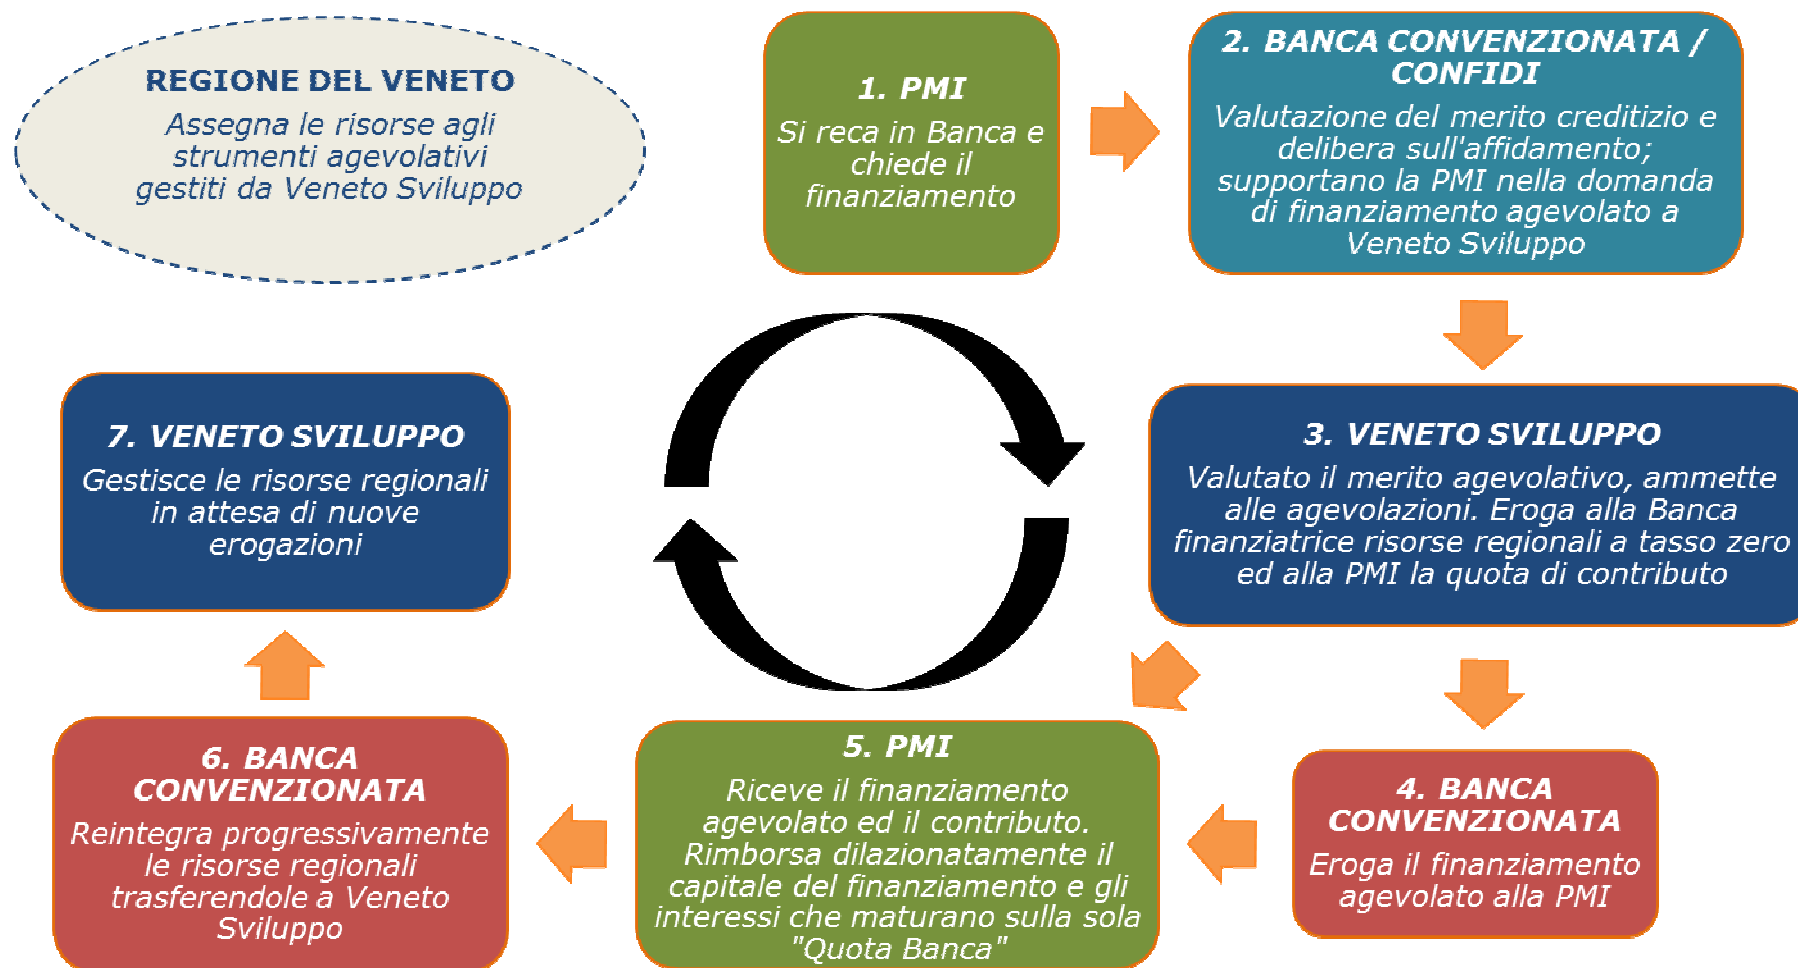 REGIONE DEL VENETO
Assegna le risorse agli
strumenti agevolativi
gestiti da Veneto Sviluppo
1. PMI
Si reca in Banca e
chiede il
finanziamento
2. BANCA CONVENZIONATA /
CONFIDI
Valutazione del merito creditizio e
delibera sull'affidamento;
supportano la PMI nella domanda
di finanziamento agevolato a
Veneto Sviluppo
3. VENETO SVILUPPO
Valutato il merito agevolativo, ammette
alle agevolazioni. Eroga alla Banca
finanziatrice risorse regionali a tasso zero
ed alla PMI la quota di contributo
4. BANCA
CONVENZIONATA
Eroga il finanziamento
agevolato alla PMI
5. PMI
Riceve il finanziamento
agevolato ed il contributo.
Rimborsa dilazionatamente il
capitale del finanziamento e gli
interessi che maturano sulla sola
"Quota Banca"
6. BANCA
CONVENZIONATA
Reintegra progressivamente
le risorse regionali
trasferendole a Veneto
Sviluppo
7. VENETO SVILUPPO
Gestisce le risorse regionali
in attesa di nuove
erogazioni